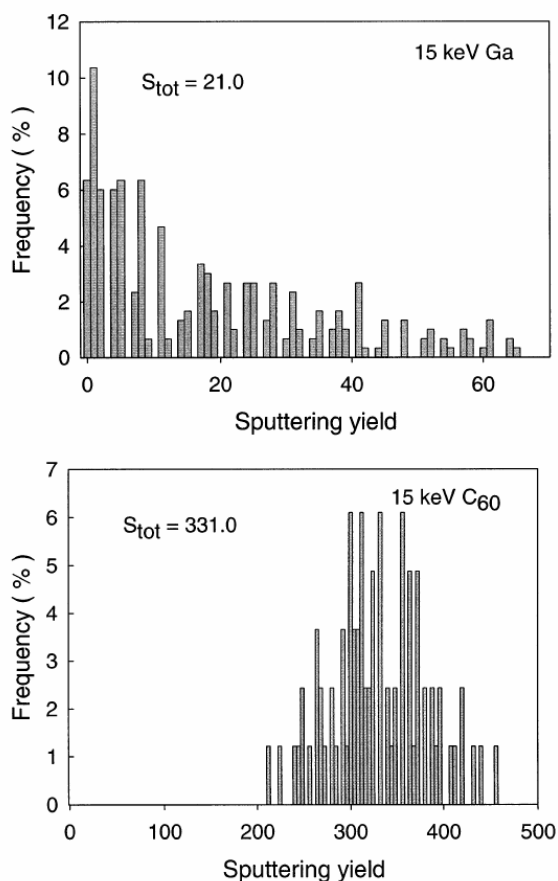 12
10
8
6
4
2
0
Frequency ( % )
15 keV Ga
S_tot = 21.0
0 20 40 60
Sputtering yield
7
6
5
4
3
2
1
0
Frequency ( % )
15 keV C_60
S_tot = 331.0
0 100 200 300 400 500
Sputtering yield